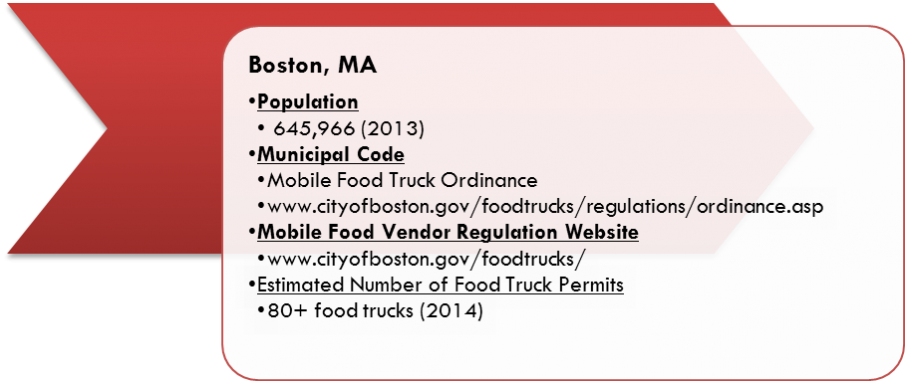 Boston, MA
•Population
• 645,966 (2013)
•Municipal Code
•Mobile Food Truck Ordinance
•www.cityofboston.gov/foodtrucks/regulations/ordinance.asp
•Mobile Food Vendor Regulation Website
•www.cityofboston.gov/foodtrucks/
•Estimated Number of Food Truck Permits
•80+ food trucks (2014)